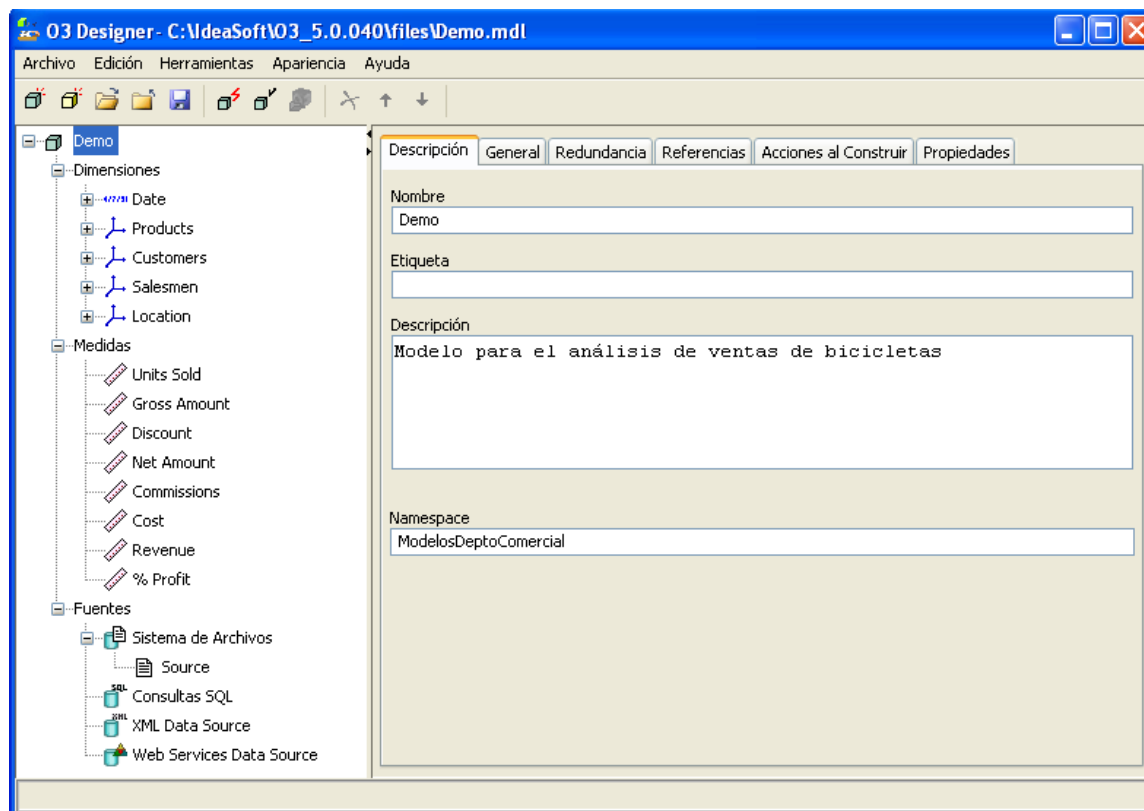 O3 Designer- C:\IdeaSoft\O3_5.0.040\files\Demo.mdl
Archivo Edición Herramientas Apariencia Ayuda
Demo
Dimensiones
Date
Products
Customers
Salesmen
Location
Medidas
Units Sold
Gross Amount
Discount
Net Amount
Commissions
Cost
Revenue
% Profit
Fuentes
Sistema de Archivos
Source
SQL
Consultas SQL
XML
XML Data Source
Web Services Data Source
Descripción General Redundancia Referencias Acciones al Construir Propiedades
Nombre
Demo
Etiqueta
Descripción
Modelo para el análisis de ventas de bicicletas
Namespace
ModelosDeptoComercial